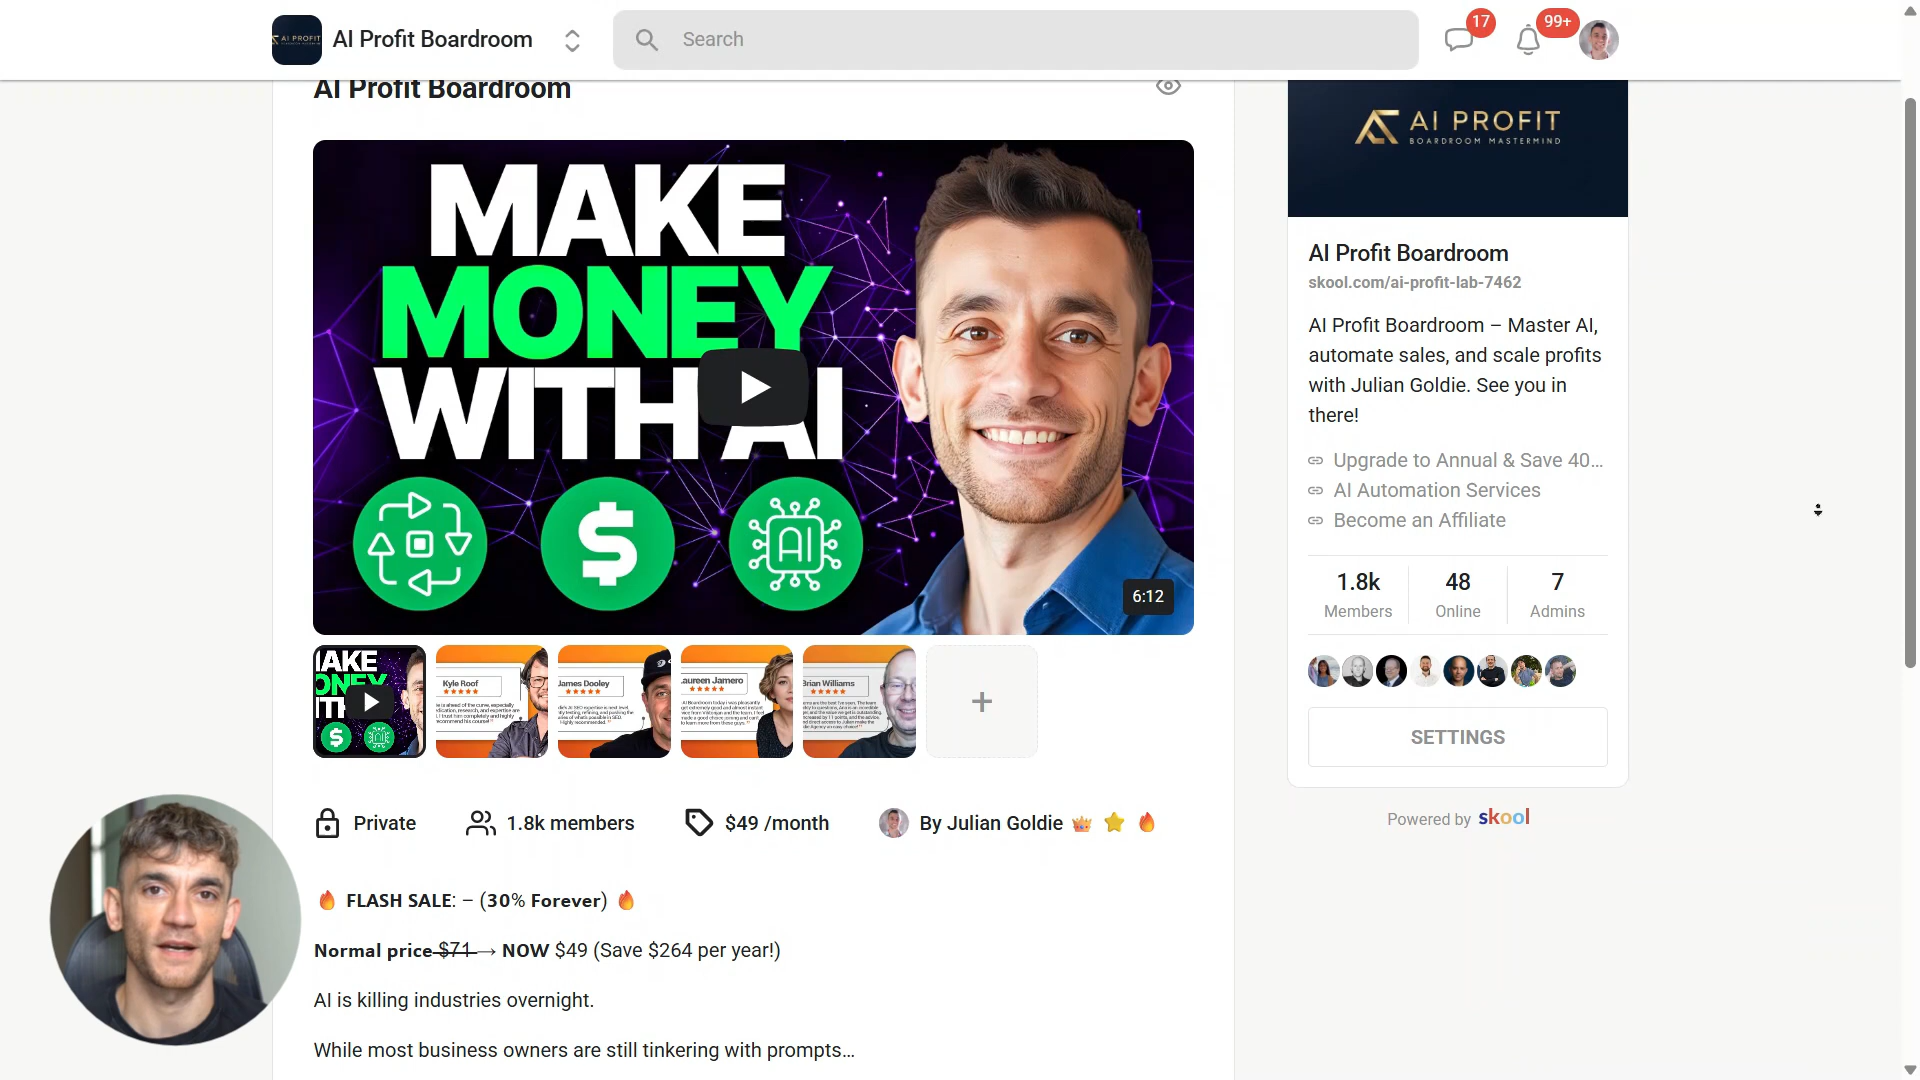 AI PROFIT
AI Profit Boardroom
Search
17
99+
AI Profit Boardroom
MAKE
MONEY
WITH AI
AI
6:12
Kyle Roof
James Dooley
Laureen Jamero
Brian Williams
+
Private
1.8k members
$49 /month
By Julian Goldie
FLASH SALE: – (30% Forever)
Normal price $71 → NOW $49 (Save $264 per year!)
AI is killing industries overnight.
While most business owners are still tinkering with prompts…
AI PROFIT
BOARDROOM MASTERMIND
AI Profit Boardroom
skool.com/ai-profit-lab-7462
AI Profit Boardroom – Master AI,
automate sales, and scale profits
with Julian Goldie. See you in
there!
Upgrade to Annual & Save 40...
AI Automation Services
Become an Affiliate
1.8k
Members
48
Online
7
Admins
SETTINGS
Powered by skool